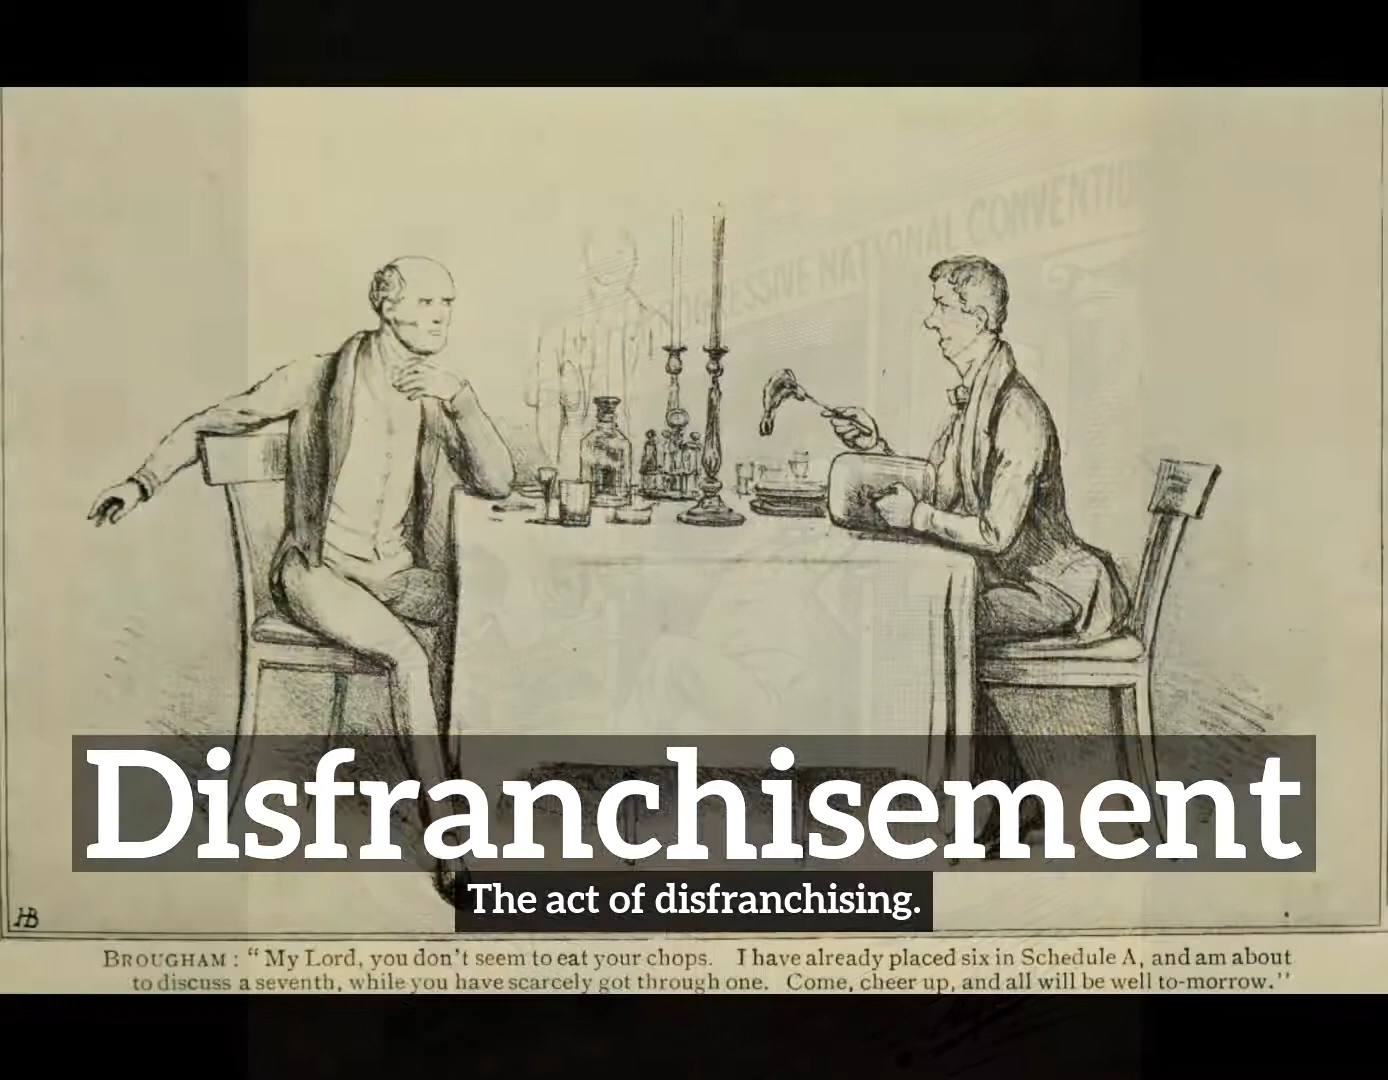 PROGRESSIVE NATIONAL CONVENTIO
Disfranchisement
The act of disfranchising.
HB
BROUGHAM : “ My Lord, you don’t seem to eat your chops. I have already placed six in Schedule A, and am about
to discuss a seventh, while you have scarcely got through one. Come, cheer up, and all will be well to-morrow.”